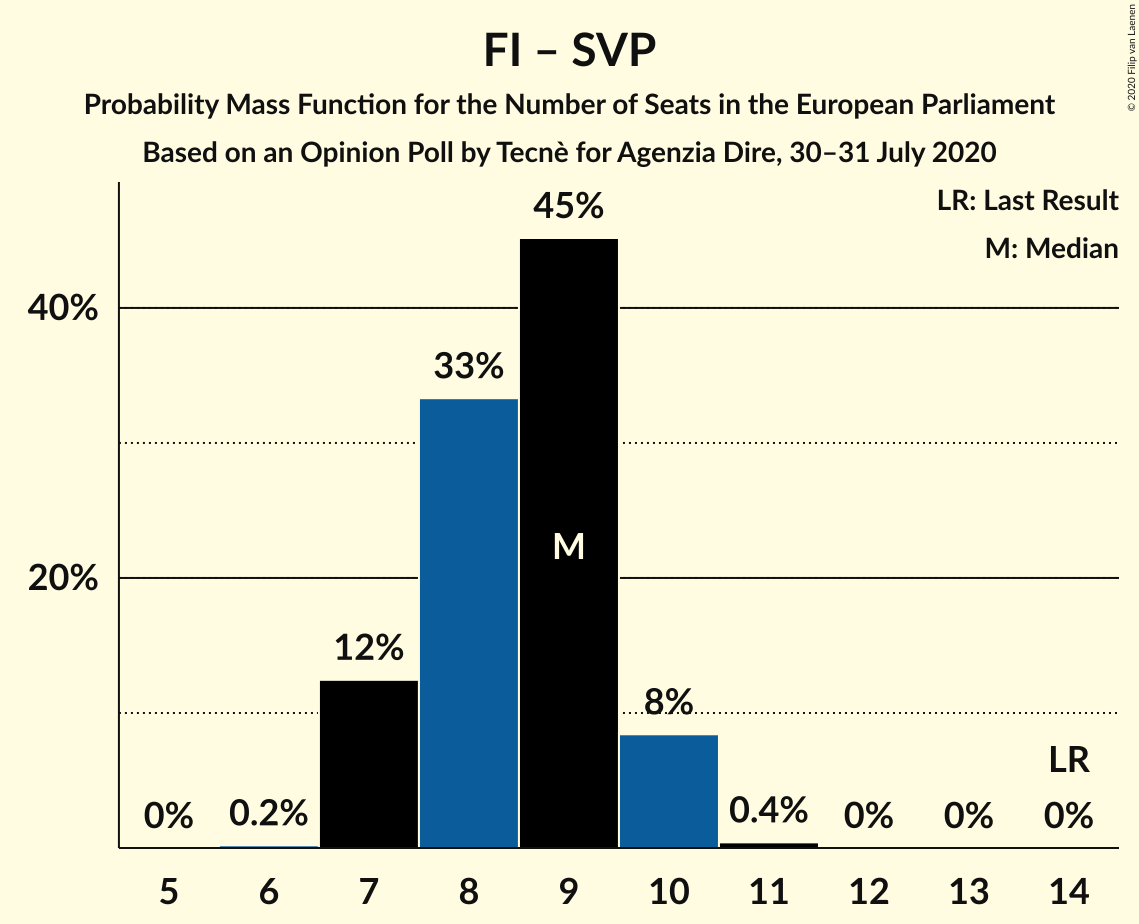 FI – SVP
Probability Mass Function for the Number of Seats in the European Parliament
Based on an Opinion Poll by Tecnè for Agenzia Dire, 30–31 July 2020
© 2020 Filip van Laenen
LR: Last Result
M: Median
45%
40%
33%
M
20%
12%
8%
LR
0%
0.2%
0.4%
0%
0%
0%
5 6 7 8 9 10 11 12 13 14